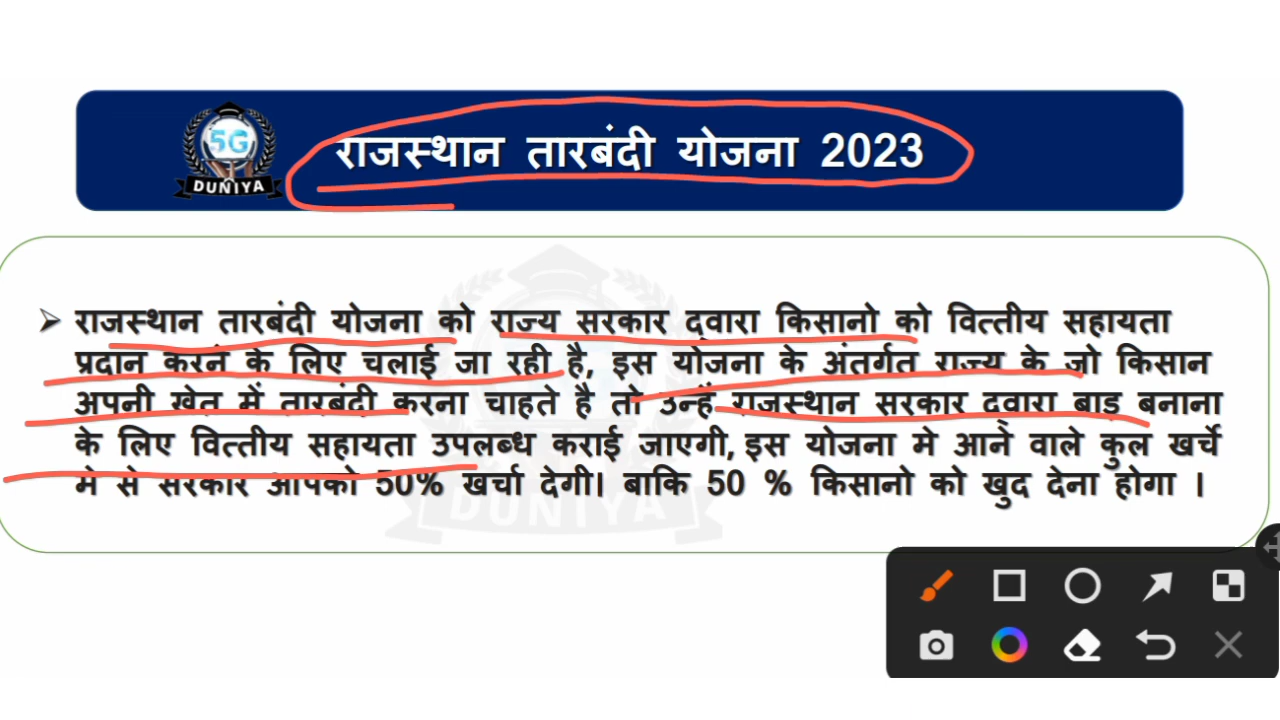 5G
DUNIYA
राजस्थान तारबंदी योजना 2023
राजस्थान तारबंदी योजना को राज्य सरकार द्वारा किसानो को वित्तीय सहायता
प्रदान करने के लिए चलाई जा रही है, इस योजना के अंतर्गत राज्य के जो किसान
अपनी खेत में तारबंदी करना चाहते है तो उन्हें राजस्थान सरकार द्वारा बाड़ बनाना
के लिए वित्तीय सहायता उपलब्ध कराई जाएगी, इस योजना मे आने वाले कुल खर्चे
मे से सरकार आपको 50% खर्चा देगी। बाकि 50 % किसानो को खुद देना होगा ।
DUNIYA